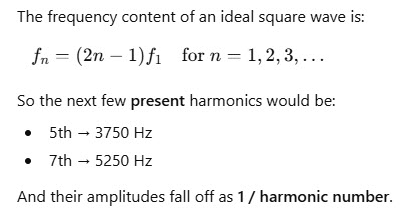 The frequency content of an ideal square wave is:
fₙ = (2n − 1)f₁ for n = 1, 2, 3, …
So the next few present harmonics would be:
• 5th → 3750 Hz
• 7th → 5250 Hz
And their amplitudes fall off as 1 / harmonic number.